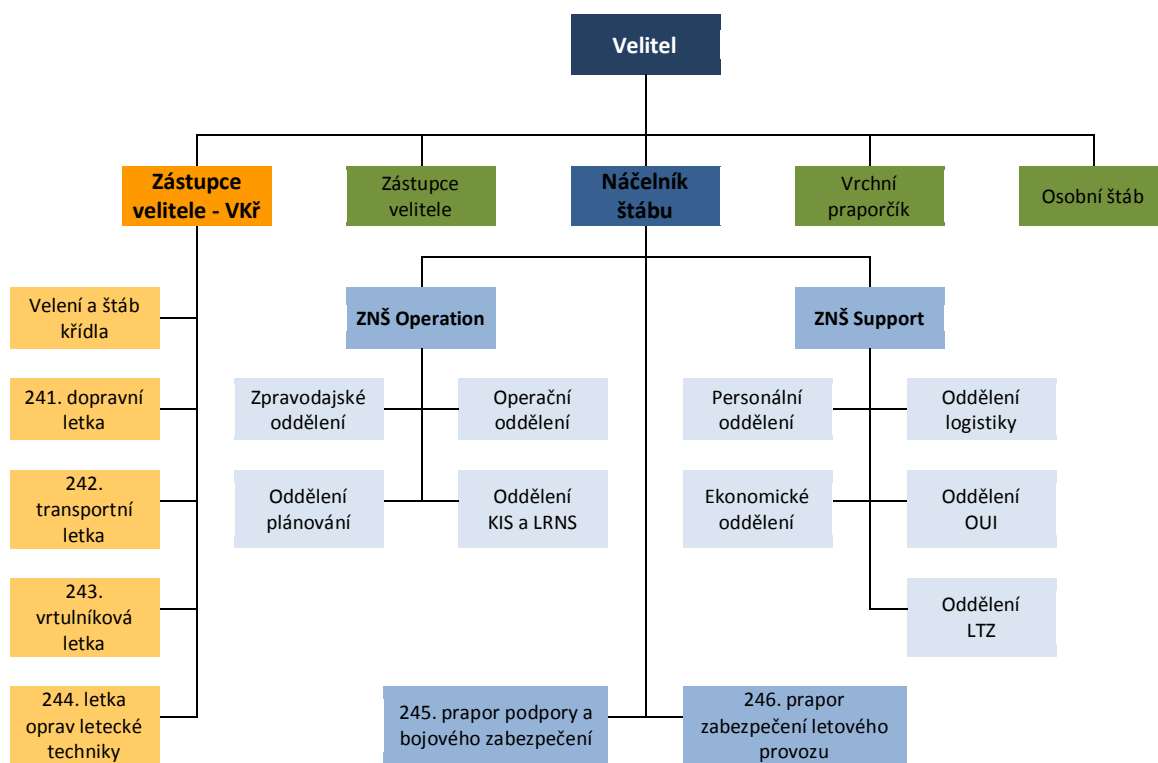 Velitel
Zástupce
velitele - VKř
Zástupce
velitele
Náčelník
štábu
Vrchní
praporčík
Osobní štáb
Velení a štáb
křídla
ZNŠ Operation
ZNŠ Support
241. dopravní
letka
Zpravodajské
oddělení
Operační
oddělení
Personální
oddělení
Oddělení
logistiky
242.
transportní
letka
Oddělení
plánování
Oddělení
KIS a LRNS
Ekonomické
oddělení
Oddělení
OUI
243.
vrtulníková
letka
Oddělení
LTZ
244. letka
oprav letecké
techniky
245. prapor podpory a
bojového zabezpečení
246. prapor
zabezpečení letového
provozu